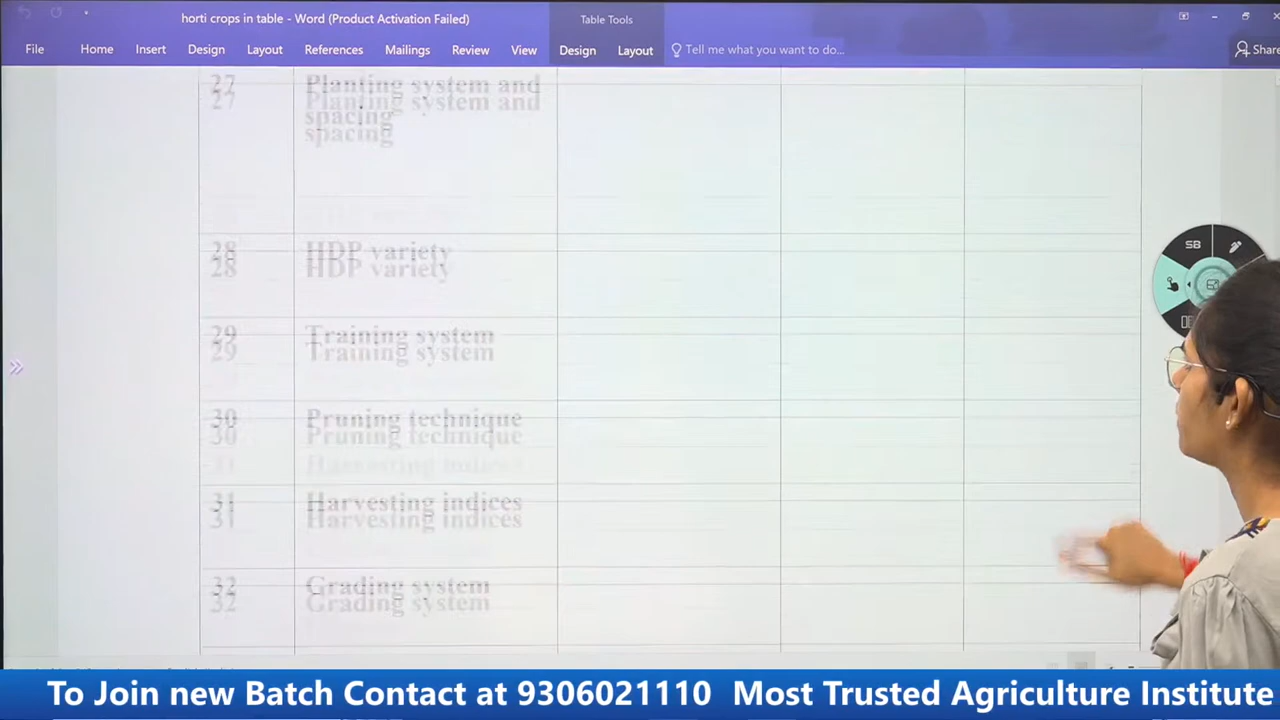 horti crops in table - Word (Product Activation Failed)
Table Tools
File Home Insert Design Layout References Mailings Review View Design Layout Tell me what you want to do... Share
27 Planting system and
spacing
28 HDP variety
SB
29 Training system
30 Pruning technique
31 Harvesting indices
32 Grading system
To Join new Batch Contact at 9306021110 Most Trusted Agriculture Institute